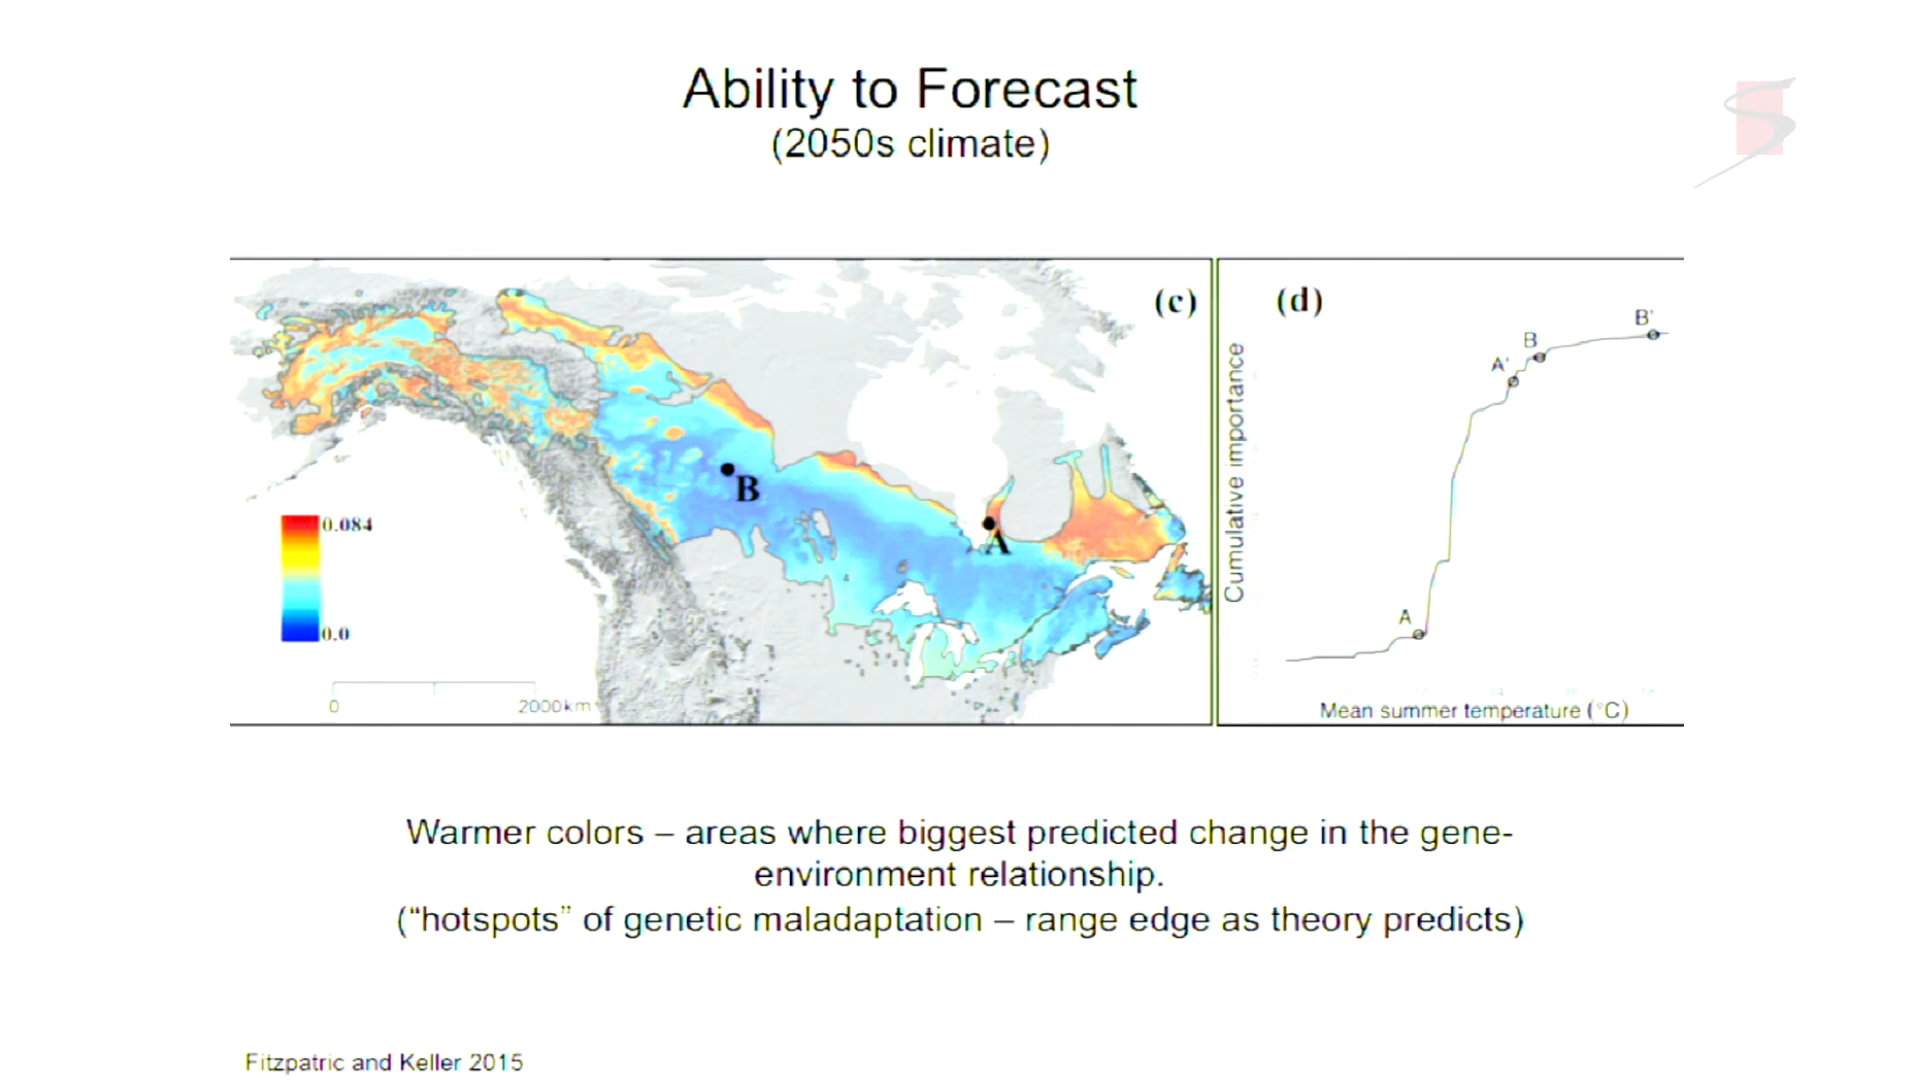 Ability to Forecast
(2050s climate)
(c)
(d)
B
A
0.084
0.0
0
2000km
Cumulative importance
A
A'
B
B'
Mean summer temperature (°C)
Warmer colors – areas where biggest predicted change in the gene-
environment relationship.
(“hotspots” of genetic maladaptation – range edge as theory predicts)
Fitzpatric and Keller 2015